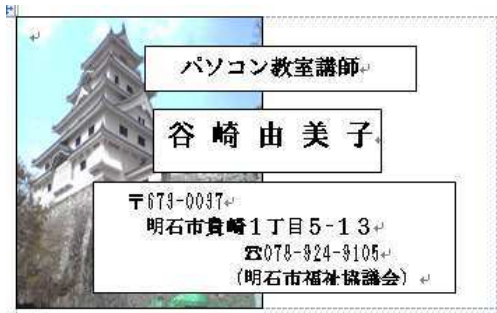 パソコン教室講師
谷 崎 由 美 子
〒673-0037
明石市貴崎1丁目5-13
☎078-924-9105
(明石市福祉協議会)